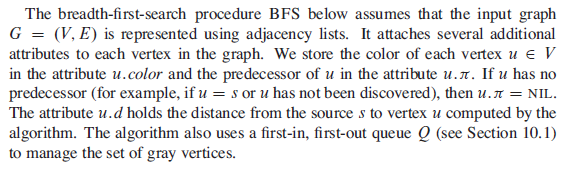 The breadth-first-search procedure BFS below assumes that the input graph
G = (V, E) is represented using adjacency lists. It attaches several additional
attributes to each vertex in the graph. We store the color of each vertex u ∈ V
in the attribute u.color and the predecessor of u in the attribute u.π. If u has no
predecessor (for example, if u = s or u has not been discovered), then u.π = NIL.
The attribute u.d holds the distance from the source s to vertex u computed by the
algorithm. The algorithm also uses a first-in, first-out queue Q (see Section 10.1)
to manage the set of gray vertices.